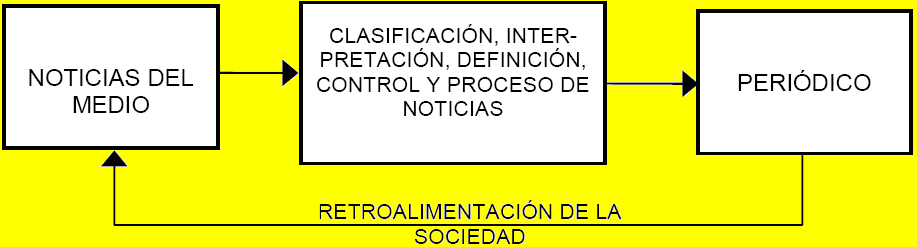 NOTICIAS DEL
MEDIO
CLASIFICACIÓN, INTER-
PRETACIÓN, DEFINICIÓN,
CONTROL Y PROCESO DE
NOTICIAS
PERIÓDICO
RETROALIMENTACIÓN DE LA
SOCIEDAD